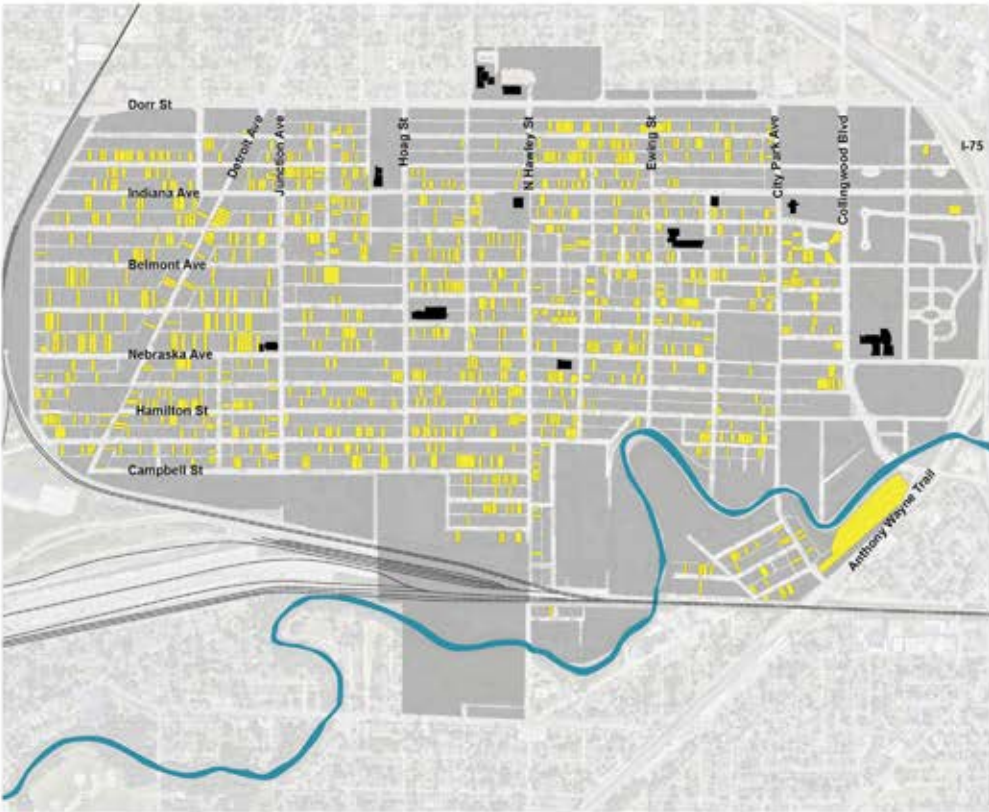 Dorr St
Detroit Ave
Junction Ave
Hoag St
N Hawley St
Ewing St
City Park Ave
Collingwood Blvd
I-75
Indiana Ave
Belmont Ave
Nebraska Ave
Hamilton St
Campbell St
Anthony Wayne Trail